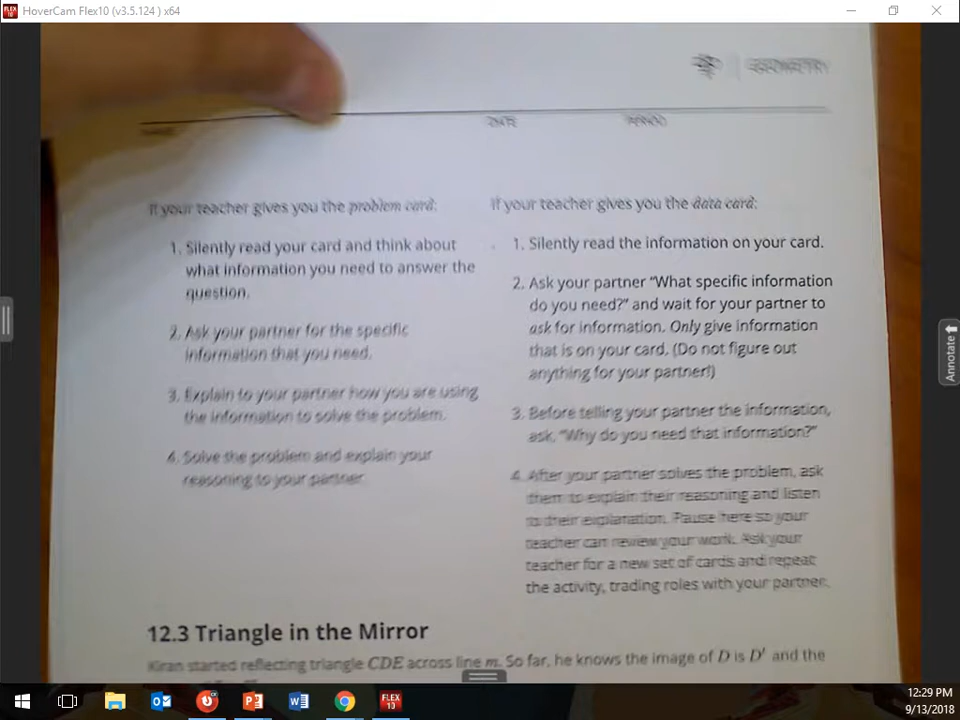 HoverCam Flex10 (v3.5.124 ) x64
GEOMETRY
NAME
DATE
PERIOD
If your teacher gives you the problem card:
1. Silently read your card and think about
what information you need to answer the
question.
2. Ask your partner for the specific
information that you need.
3. Explain to your partner how you are using
the information to solve the problem.
4. Solve the problem and explain your
reasoning to your partner.
If your teacher gives you the data card:
1. Silently read the information on your card.
2. Ask your partner “What specific information
do you need?” and wait for your partner to
ask for information. Only give information
that is on your card. (Do not figure out
anything for your partner!)
3. Before telling your partner the information,
ask, “Why do you need that information?”
4. After your partner solves the problem, ask
them to explain their reasoning and listen
to their explanation. Pause here so your
teacher can review your work. Ask your
teacher for a new set of cards and repeat
the activity, trading roles with your partner.
12.3 Triangle in the Mirror
Kiran started reflecting triangle CDE across line m. So far, he knows the image of D is D′ and the
Annotate
FLEX
10
12:29 PM
9/13/2018